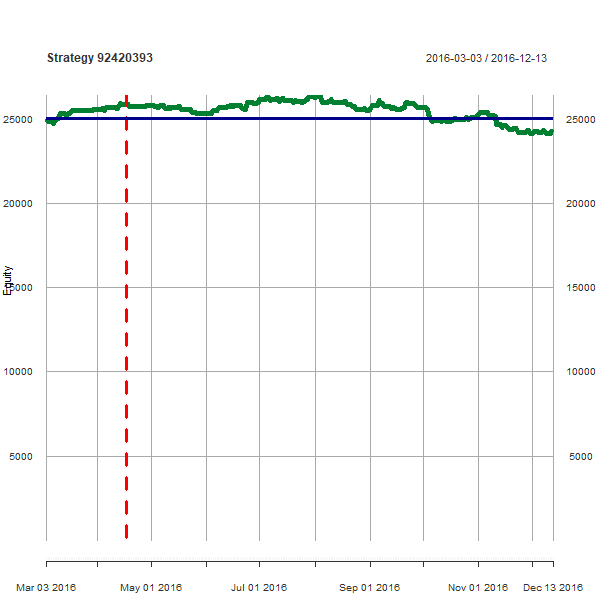 Strategy 92420393
2016-03-03 / 2016-12-13
25000 25000
20000 20000
Equity
15000 15000
10000 10000
5000 5000
Mar 03 2016 May 01 2016 Jul 01 2016 Sep 01 2016 Nov 01 2016 Dec 13 2016